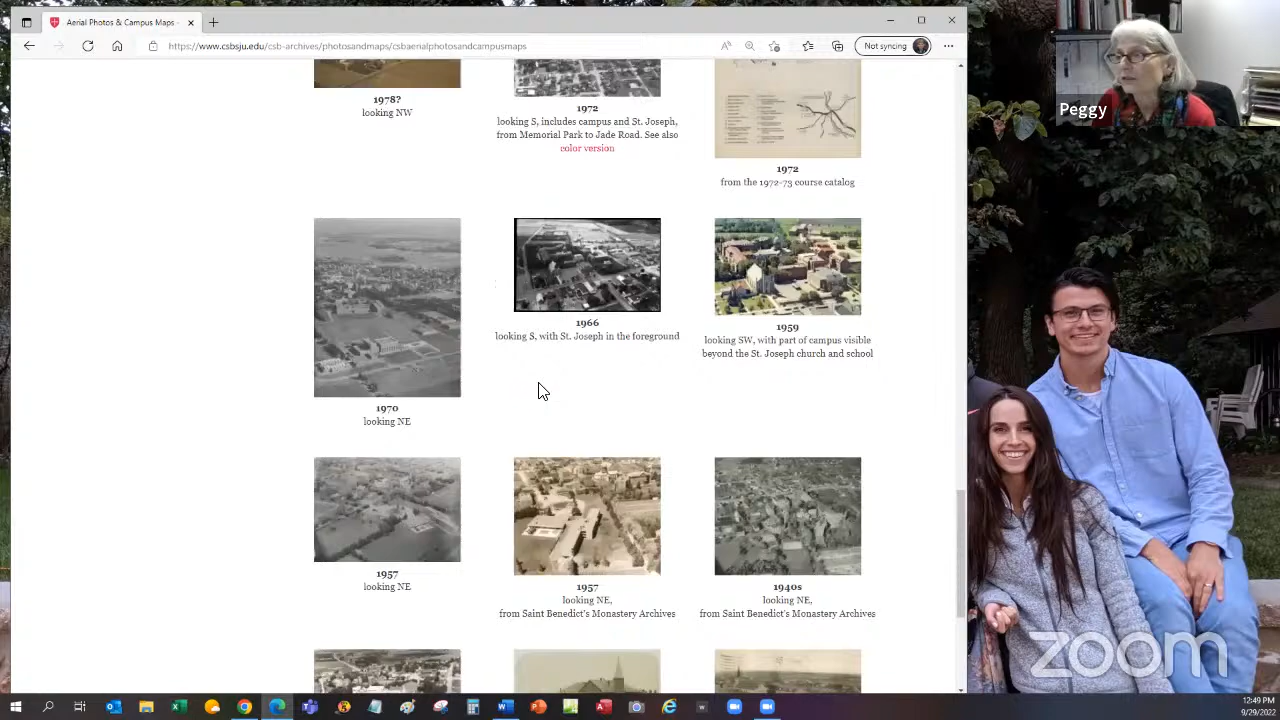 Aerial Photos & Campus Maps -
https://www.csbsju.edu/csb-archives/photosandmaps/csbaerialphotosandcampusmaps
Not syncing
Peggy
1978?
looking NW
1972
looking S, includes campus and St. Joseph,
from Memorial Park to Jade Road. See also
color version
1972
from the 1972-73 course catalog
1970
looking NE
1966
looking S, with St. Joseph in the foreground
1959
looking SW, with part of campus visible
beyond the St. Joseph church and school
1957
looking NE
1957
looking NE,
from Saint Benedict's Monastery Archives
1940s
looking NE,
from Saint Benedict's Monastery Archives
zoom
12:49 PM
9/29/2022